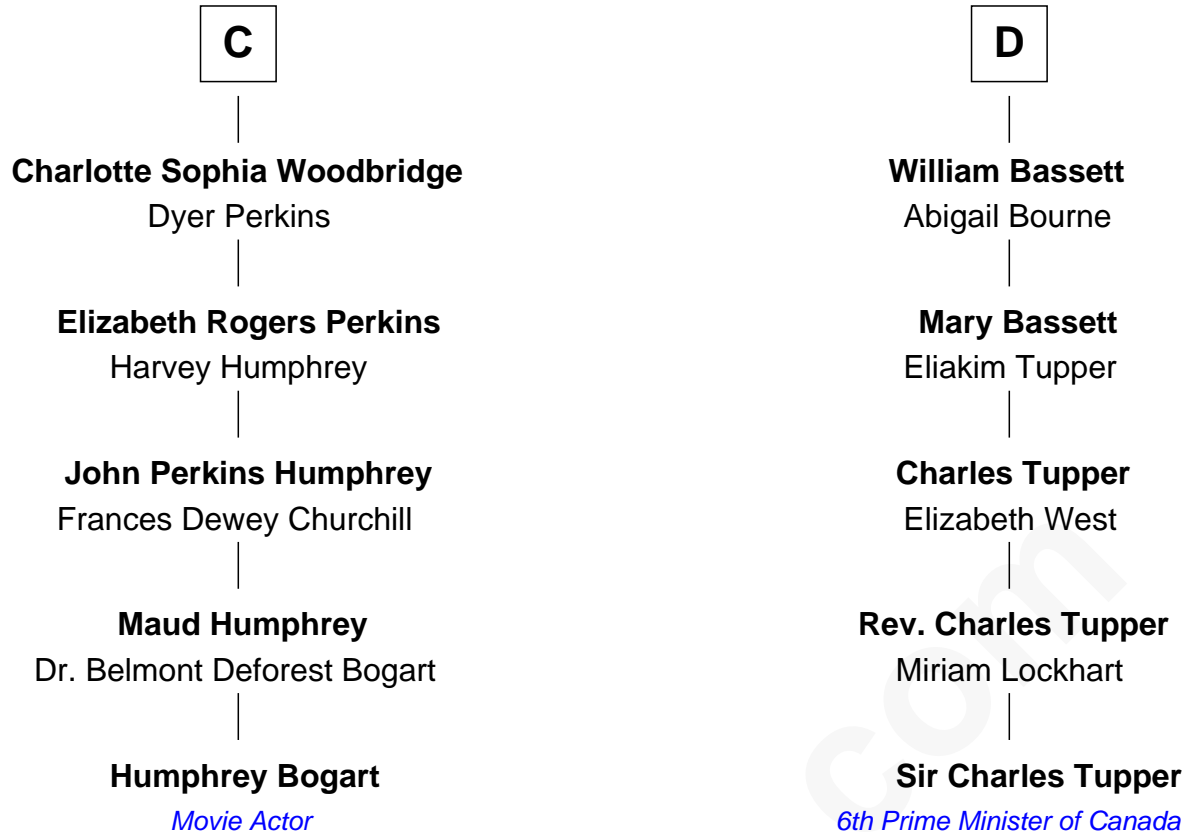 C
Charlotte Sophia Woodbridge
Dyer Perkins
Elizabeth Rogers Perkins
Harvey Humphrey
John Perkins Humphrey
Frances Dewey Churchill
Maud Humphrey
Dr. Belmont Deforest Bogart
Humphrey Bogart
Movie Actor
D
William Bassett
Abigail Bourne
Mary Bassett
Eliakim Tupper
Charles Tupper
Elizabeth West
Rev. Charles Tupper
Miriam Lockhart
Sir Charles Tupper
6th Prime Minister of Canada
com